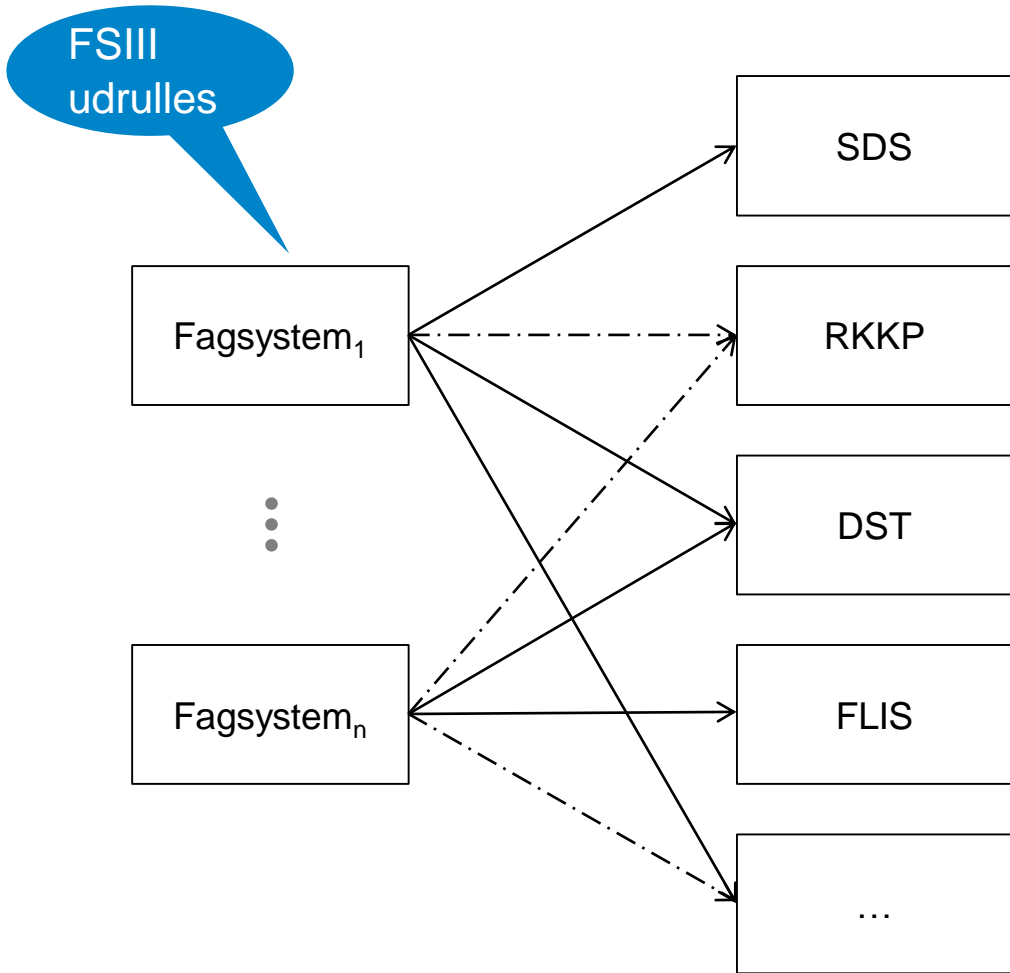 FSIII
udrulles
SDS
Fagsystem₁
RKKP
DST
Fagsystemₙ
FLIS
...